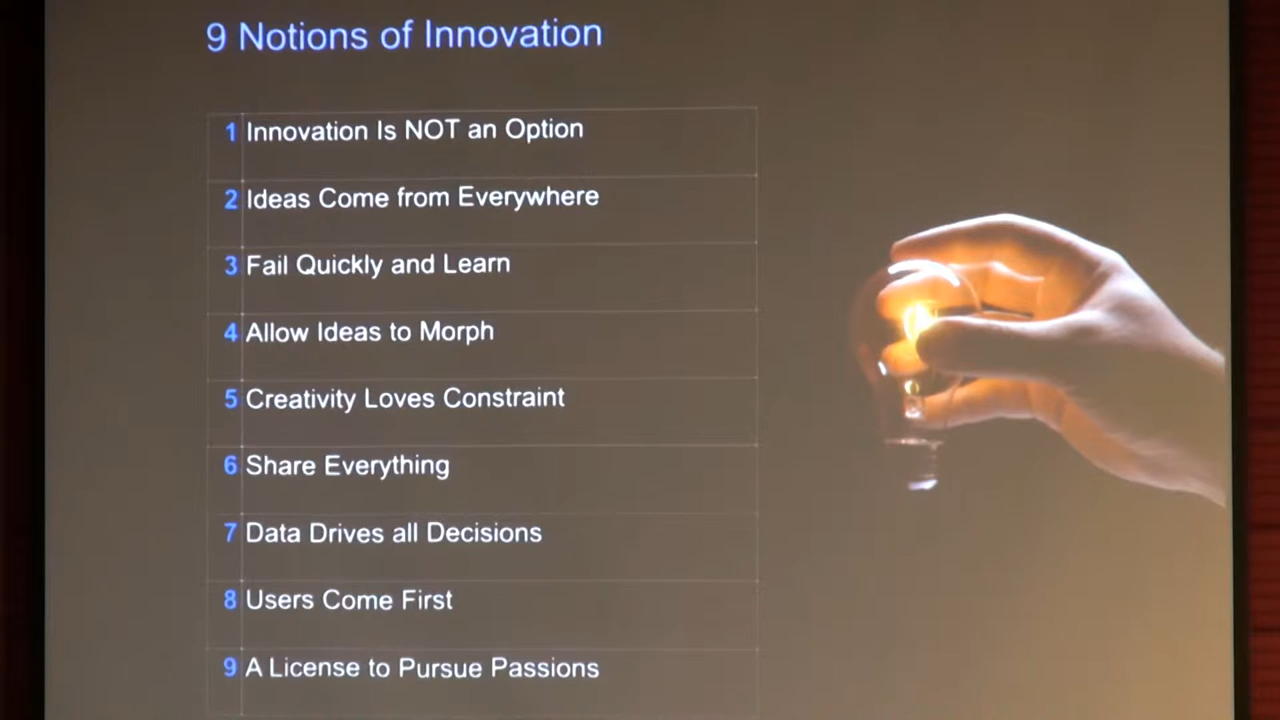 9 Notions of Innovation
1 Innovation Is NOT an Option
2 Ideas Come from Everywhere
3 Fail Quickly and Learn
4 Allow Ideas to Morph
5 Creativity Loves Constraint
6 Share Everything
7 Data Drives all Decisions
8 Users Come First
9 A License to Pursue Passions